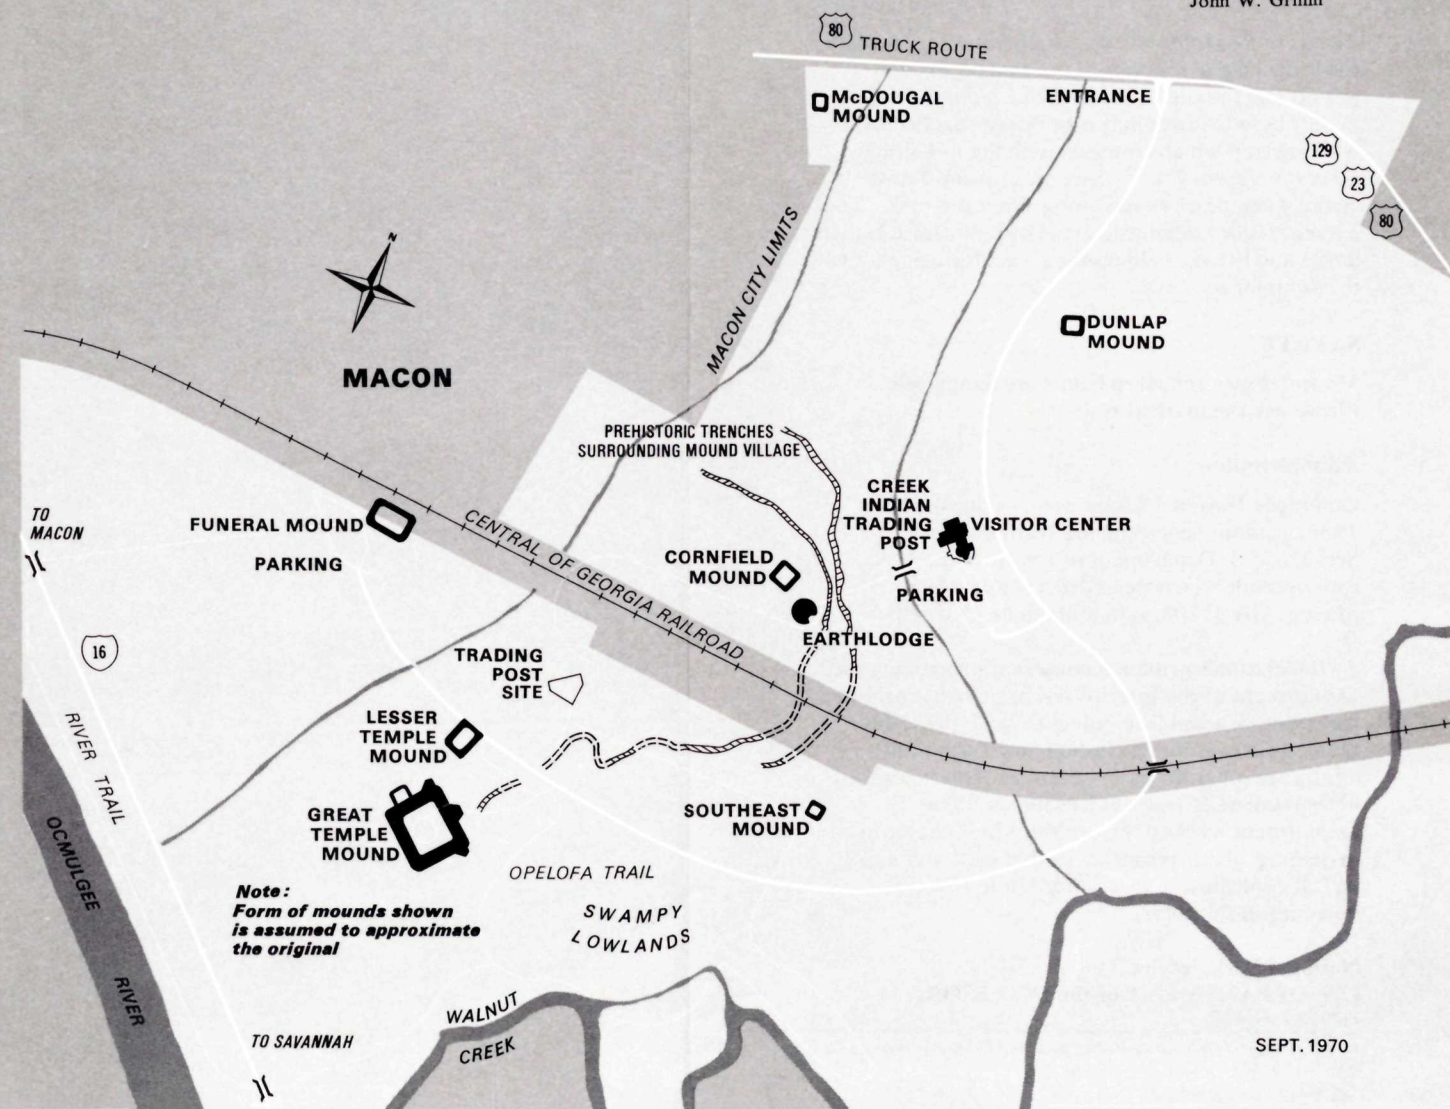 John W. Griffin
80
TRUCK ROUTE
McDOUGAL
MOUND
ENTRANCE
129
23
80
MACON CITY LIMITS
N
DUNLAP
MOUND
MACON
PREHISTORIC TRENCHES
SURROUNDING MOUND VILLAGE
CREEK
INDIAN
TRADING
POST
VISITOR CENTER
TO
MACON
FUNERAL MOUND
PARKING
CENTRAL OF GEORGIA RAILROAD
CORNFIELD
MOUND
PARKING
EARTHLODGE
16
TRADING
POST
SITE
LESSER
TEMPLE
MOUND
RIVER TRAIL
GREAT
TEMPLE
MOUND
SOUTHEAST
MOUND
OCMULGEE
RIVER
OPELOFA TRAIL
Note:
Form of mounds shown
is assumed to approximate
the original
SWAMPY
LOWLANDS
WALNUT
CREEK
TO SAVANNAH
SEPT. 1970